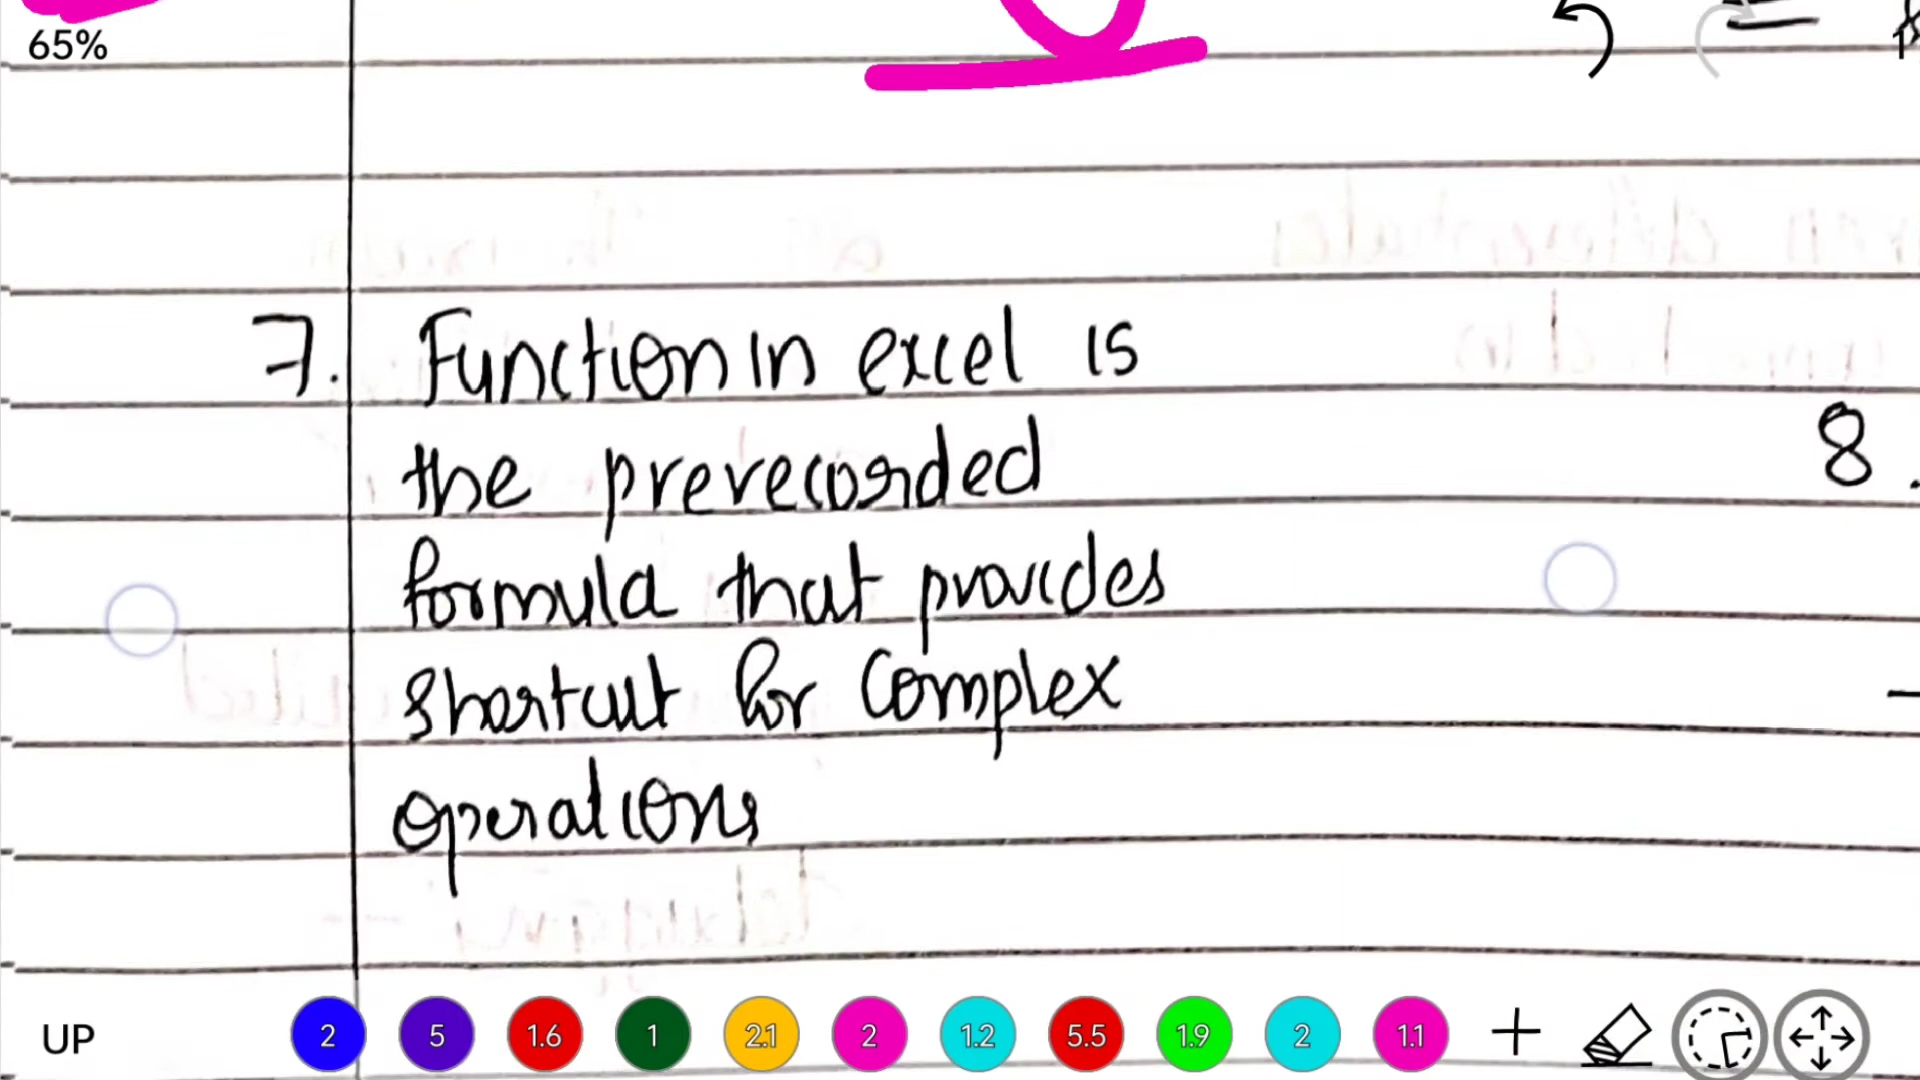 65%
7. Function in excel is
the prerecorded
8.
formula that provides
shortcut for complex
operations
UP 2 5 1.6 1 2.1 2 1.2 5.5 1.9 2 1.1